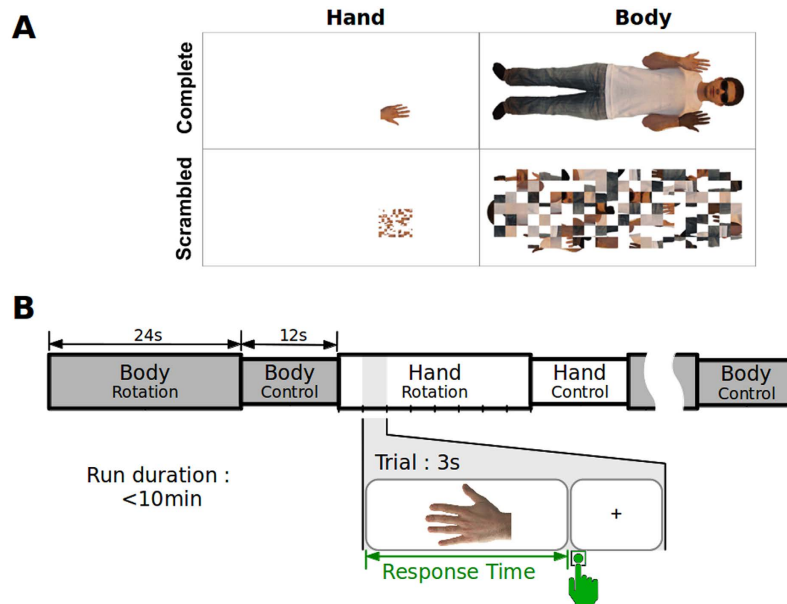 A
Hand
Body
Complete
Scrambled
B
24s
12s
Body
Rotation
Body
Control
Hand
Rotation
Hand
Control
Body
Control
Run duration :
<10min
Trial : 3s
+
Response Time